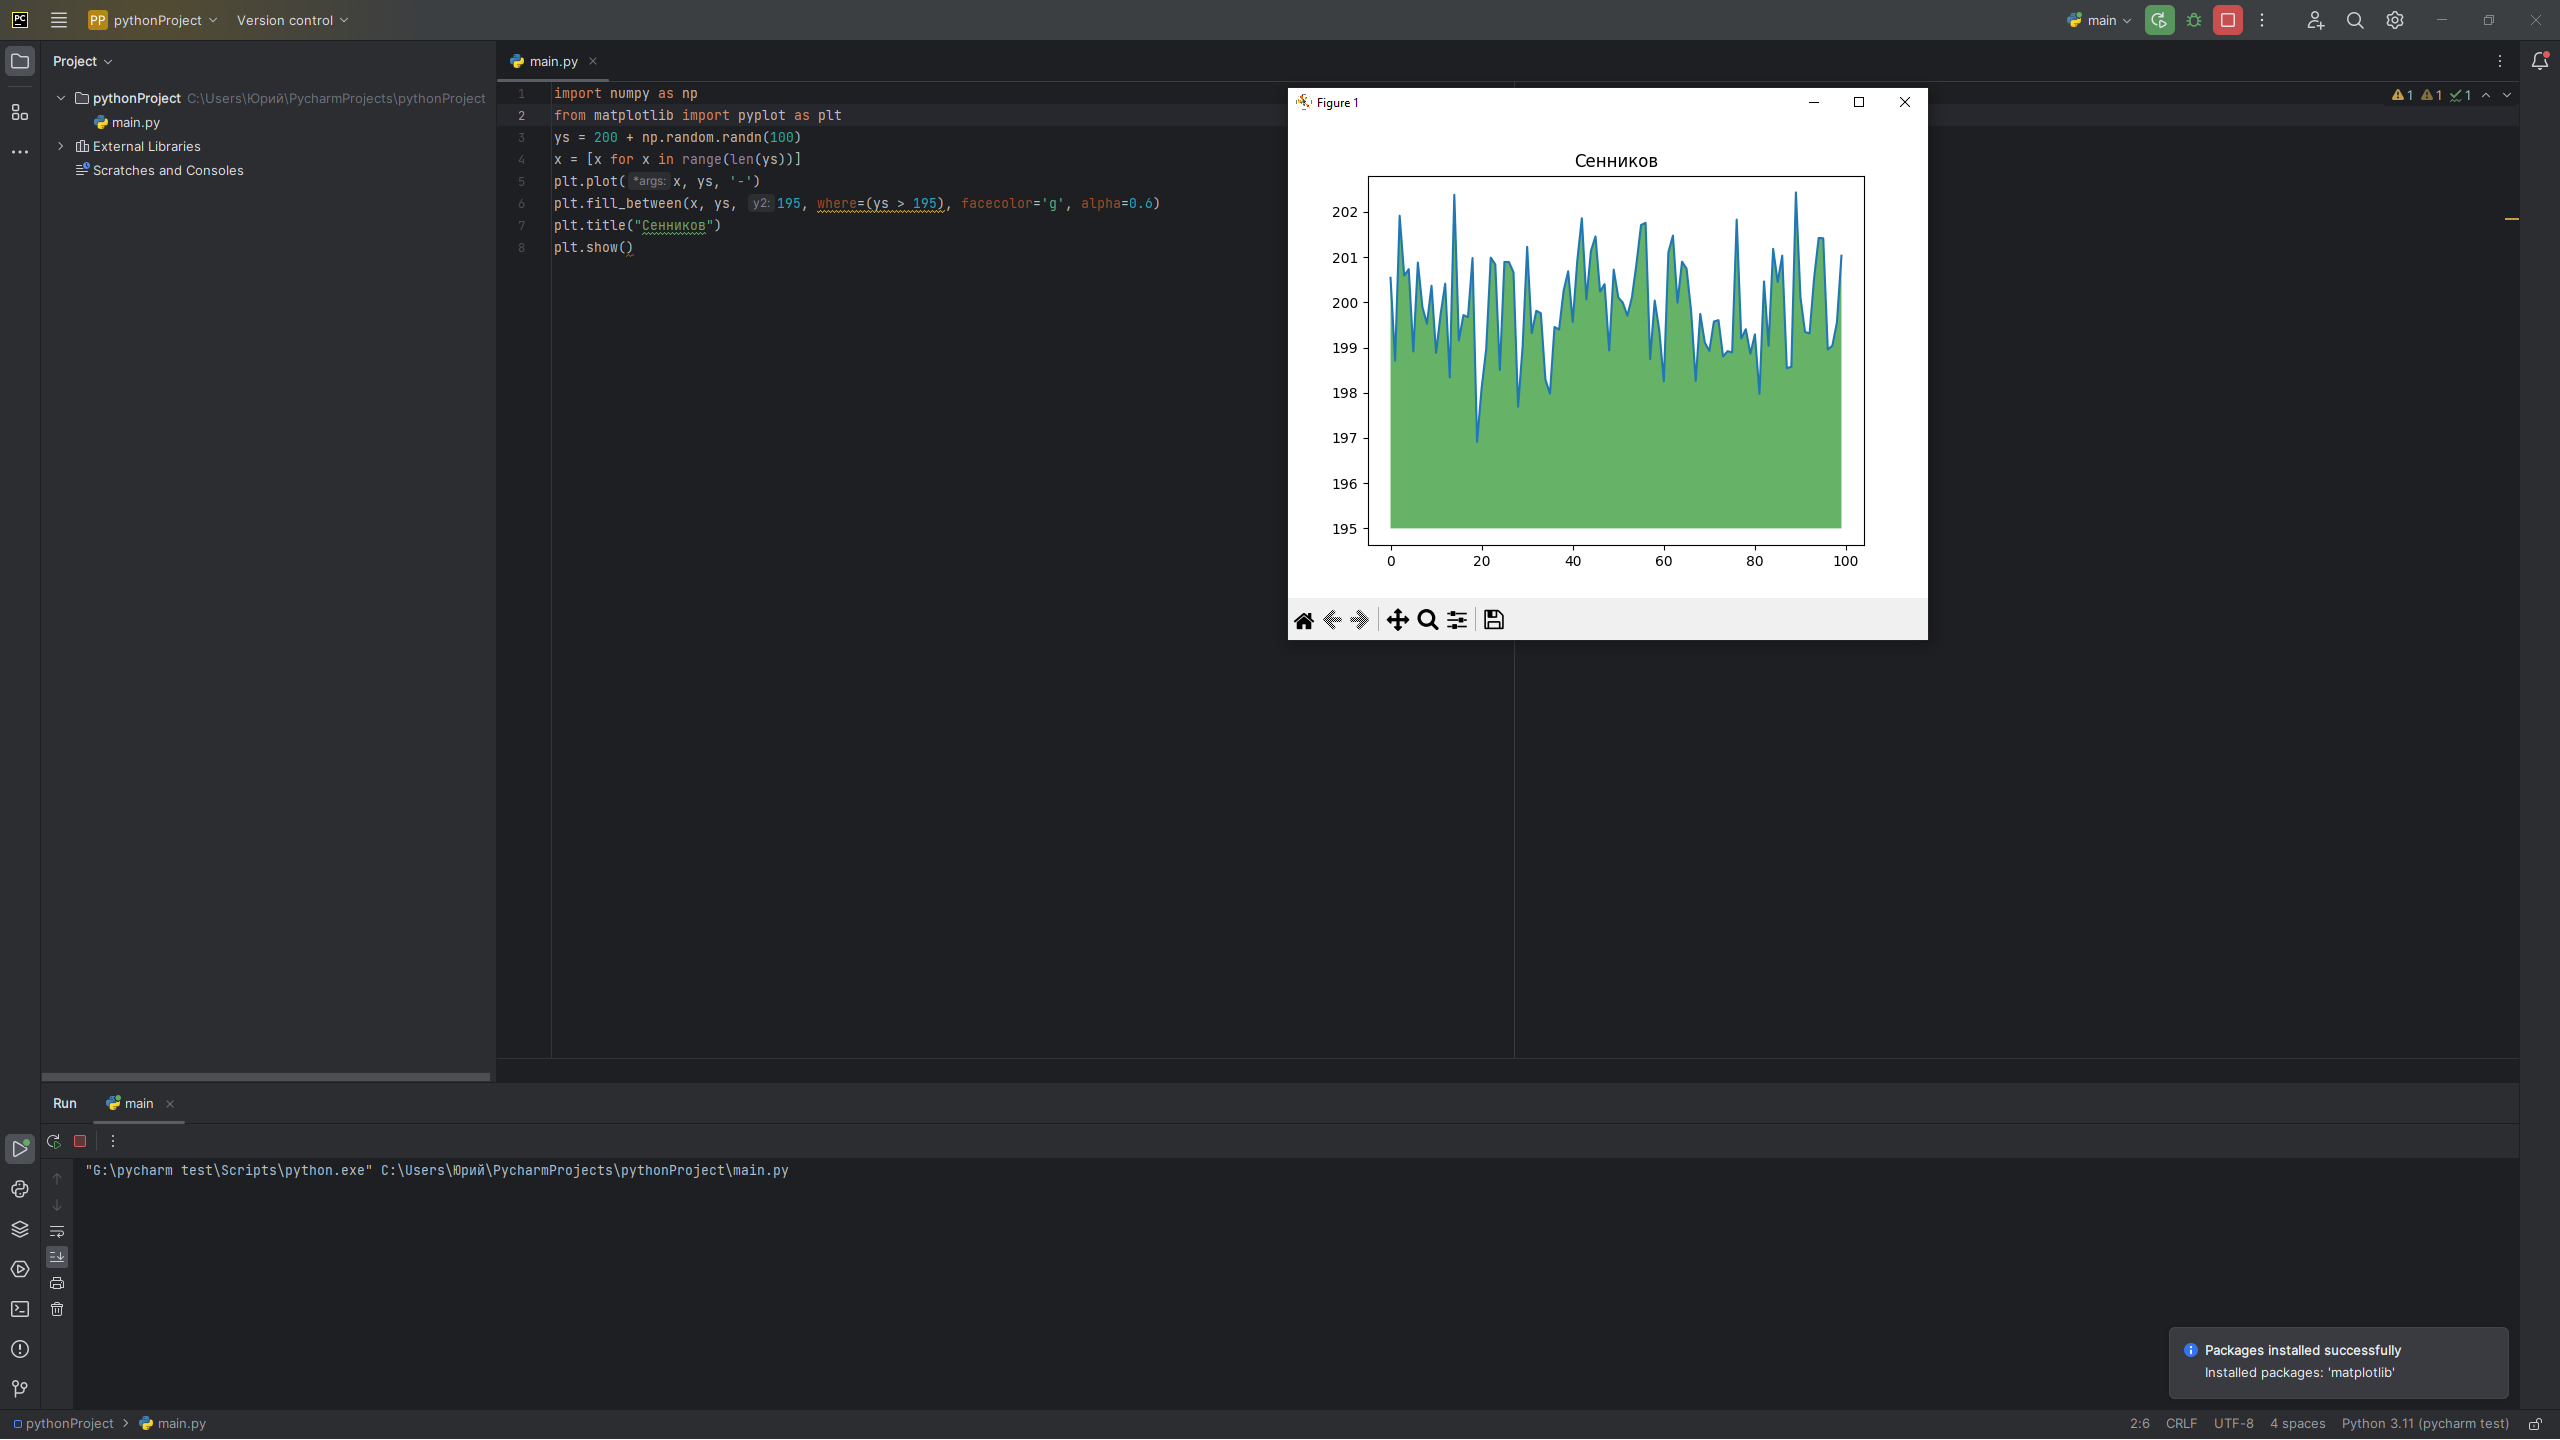 PC
PP pythonProject Version control main
Project
main.py
pythonProject C:\Users\Юрий\PycharmProjects\pythonProject
main.py
External Libraries
Scratches and Consoles
1 import numpy as np
2 from matplotlib import pyplot as plt
3 ys = 200 + np.random.randn(100)
4 x = [x for x in range(len(ys))]
5 plt.plot( *args: x, ys, '-')
6 plt.fill_between(x, ys, y2: 195, where=(ys > 195), facecolor='g', alpha=0.6)
7 plt.title("Сенников")
8 plt.show()
1 1 1
Figure 1
Сенников
202
201
200
199
198
197
196
195
0 20 40 60 80 100
Run main
"G:\pycharm test\Scripts\python.exe" C:\Users\Юрий\PycharmProjects\pythonProject\main.py
Packages installed successfully
Installed packages: 'matplotlib'
pythonProject main.py
2:6 CRLF UTF-8 4 spaces Python 3.11 (pycharm test)